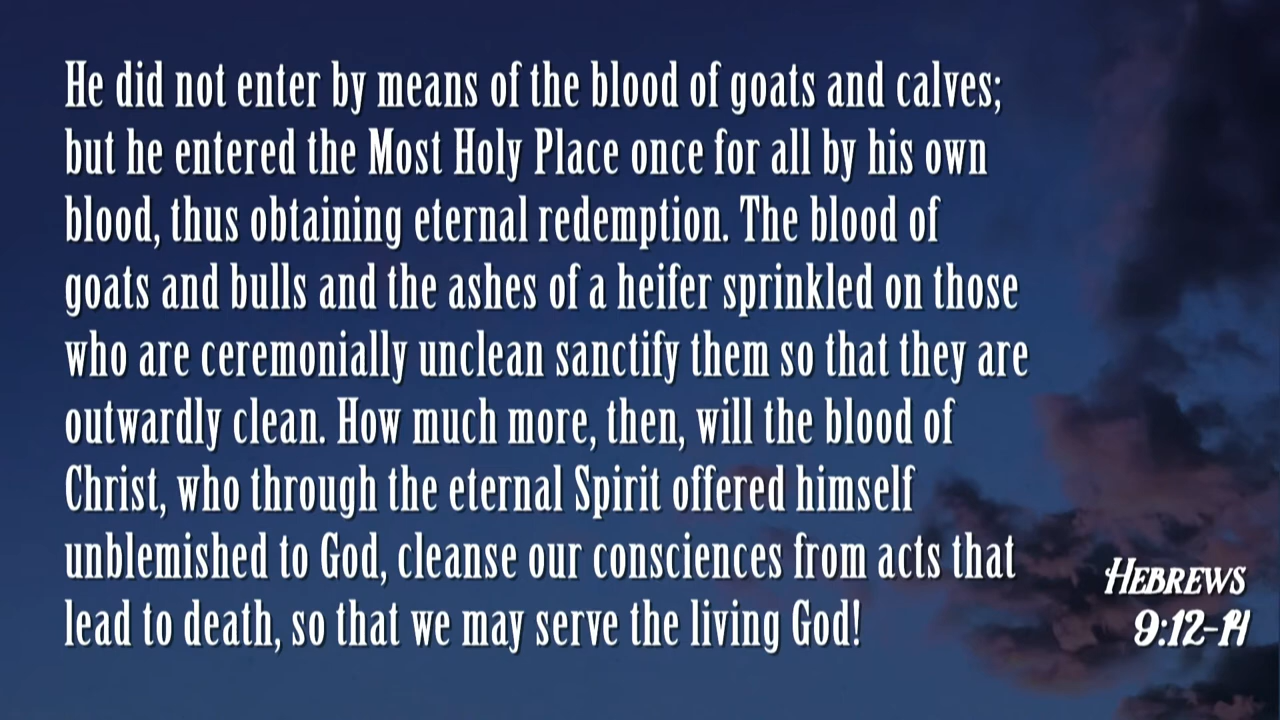 He did not enter by means of the blood of goats and calves;
but he entered the Most Holy Place once for all by his own
blood, thus obtaining eternal redemption. The blood of
goats and bulls and the ashes of a heifer sprinkled on those
who are ceremonially unclean sanctify them so that they are
outwardly clean. How much more, then, will the blood of
Christ, who through the eternal Spirit offered himself
unblemished to God, cleanse our consciences from acts that
lead to death, so that we may serve the living God!
Hebrews
9:12-14